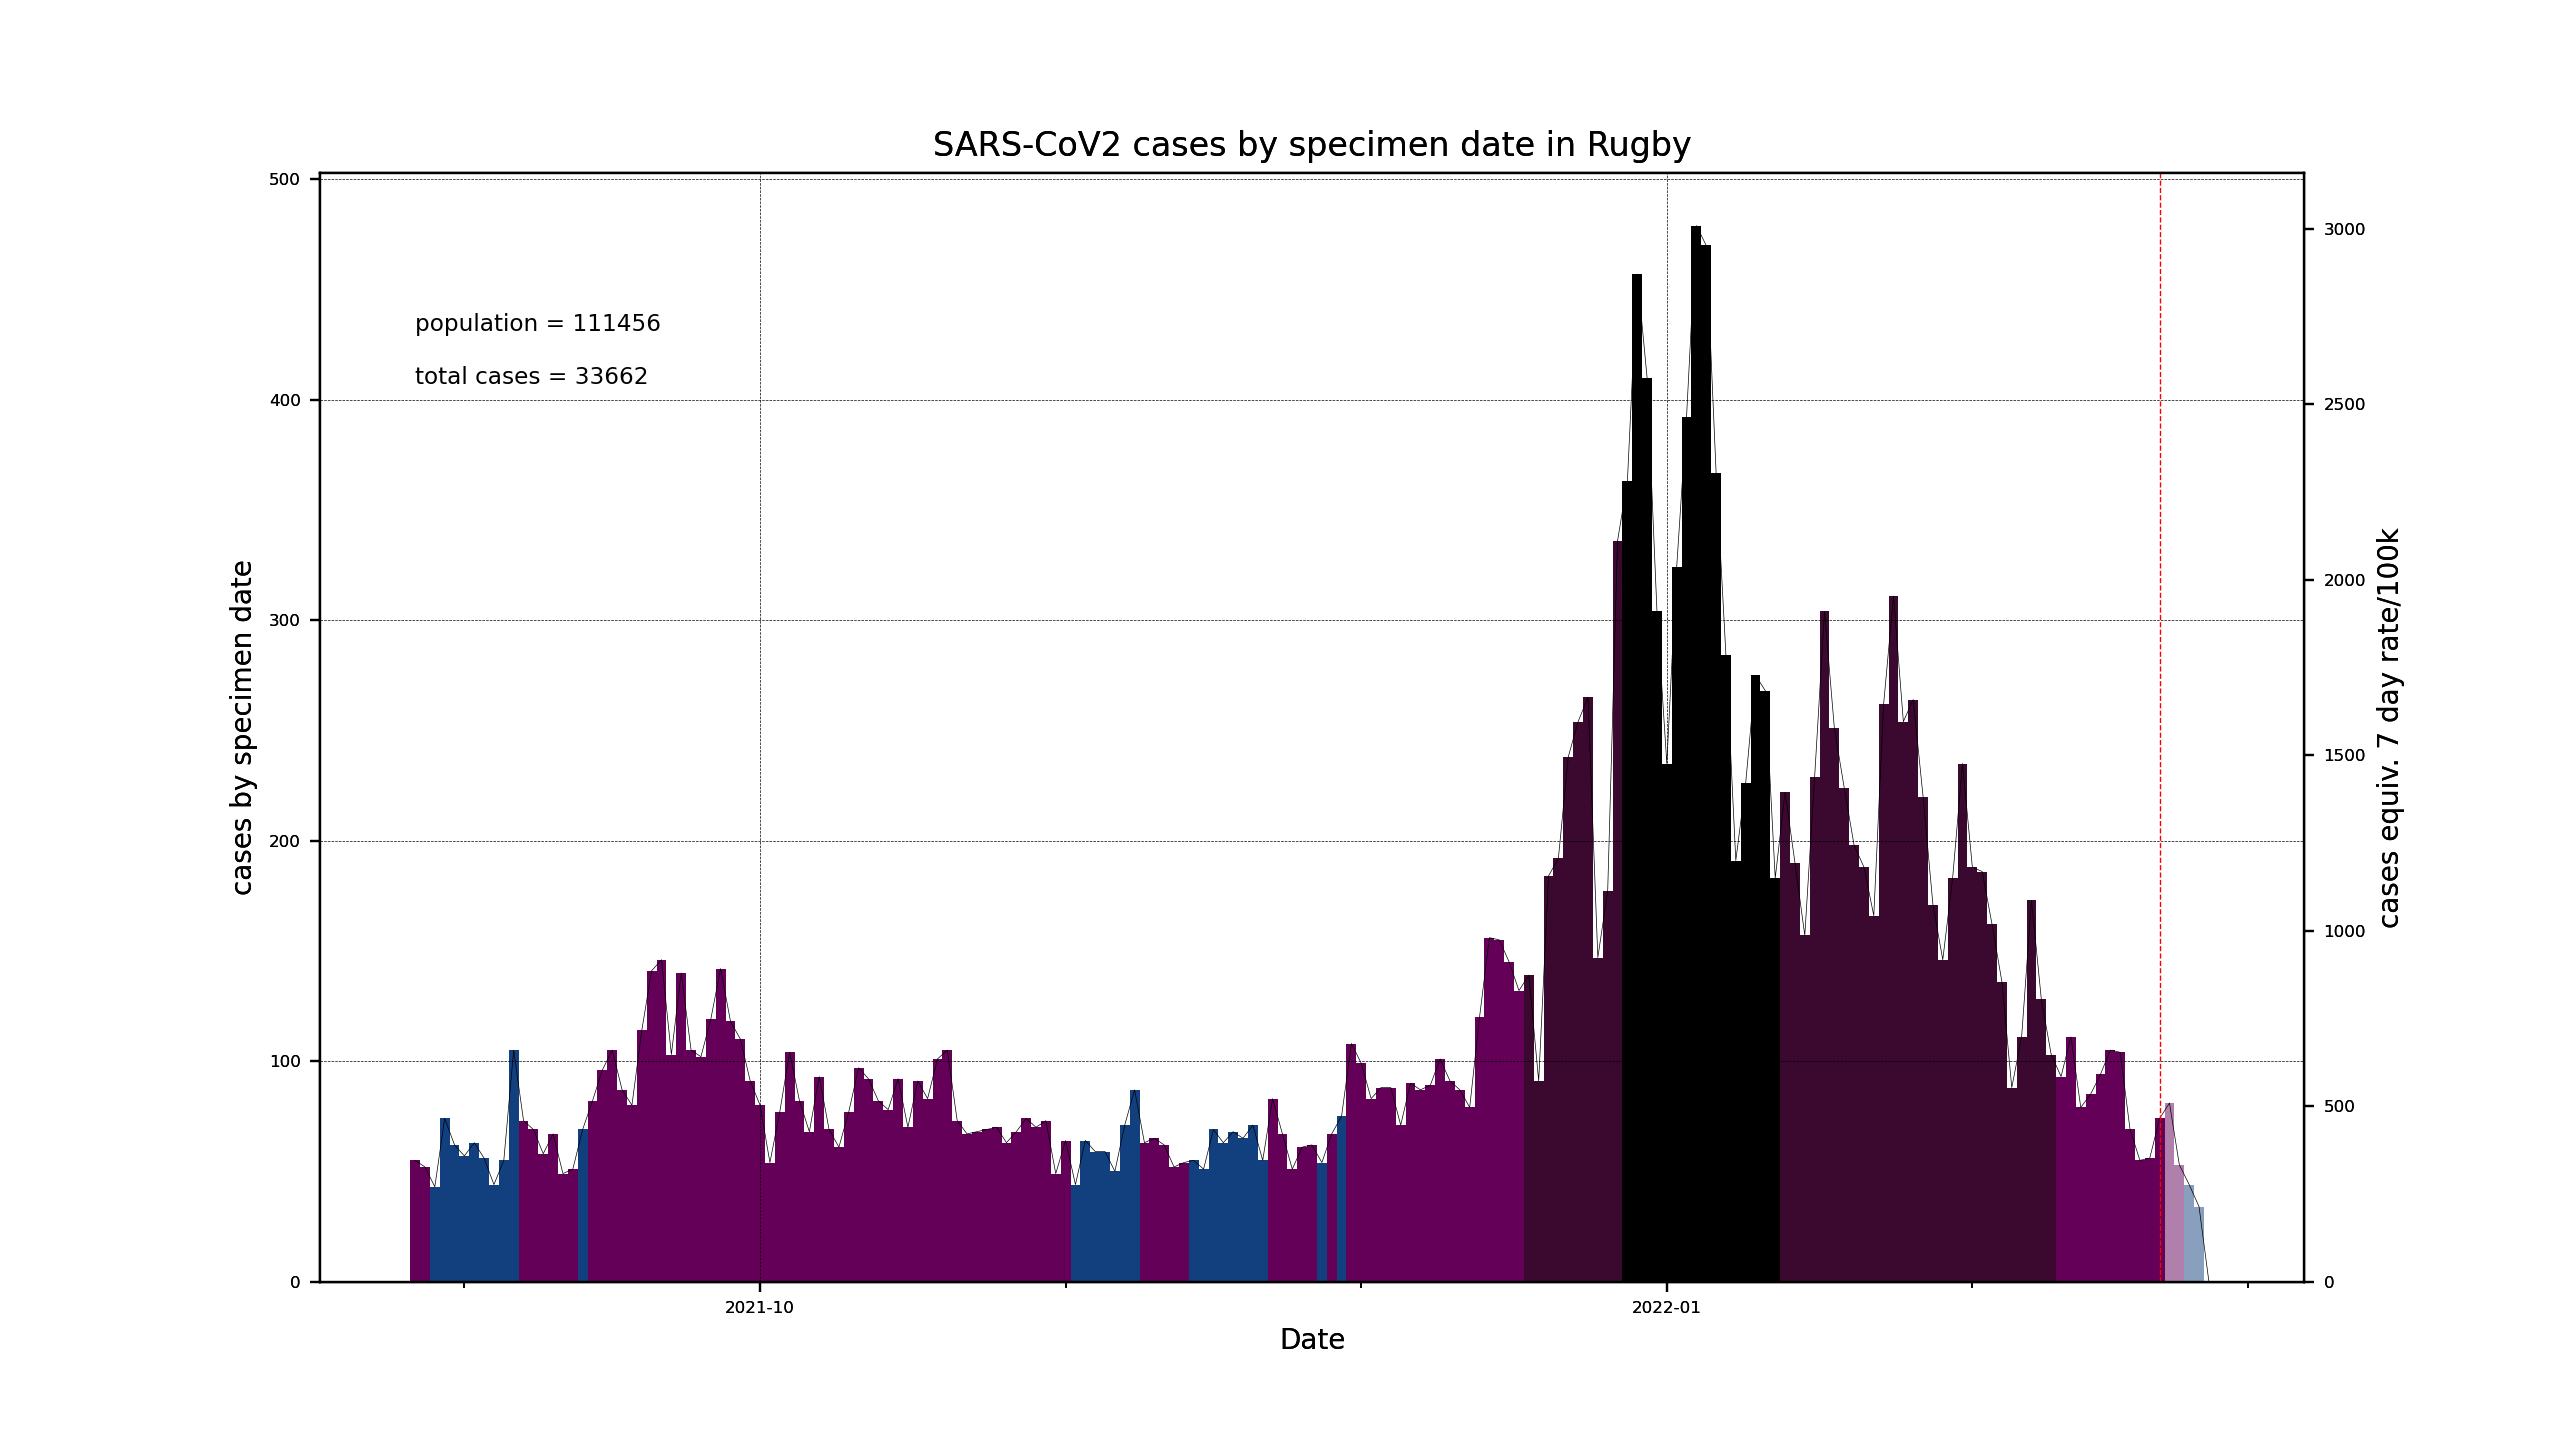 SARS-CoV2 cases by specimen date in Rugby
500
400
300
200
100
0
cases by specimen date
population = 111456
total cases = 33662
3000
2500
2000
1500
1000
500
0
cases equiv. 7 day rate/100k
2021-10
2022-01
Date